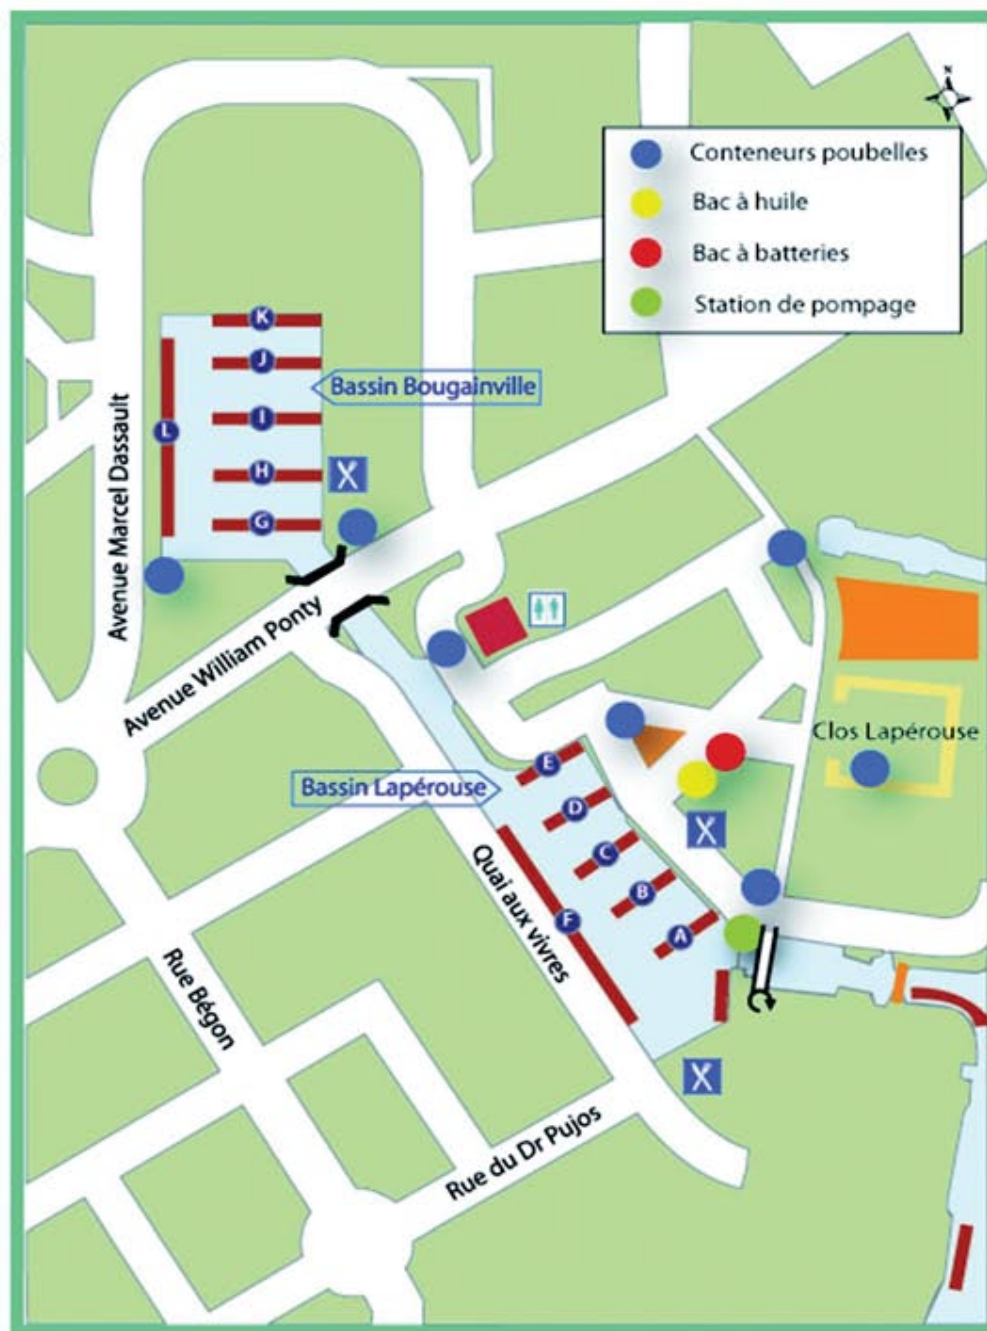 N
Conteneurs poubelles
Bac à huile
Bac à batteries
Station de pompage
K
J
Bassin Bougainville
I
L
H
G
Avenue Marcel Dassault
Avenue William Ponty
Clos Lapérouse
E
Bassin Lapérouse
D
C
B
F
A
Quai aux vivres
Rue Bégon
Rue du Dr Pujos